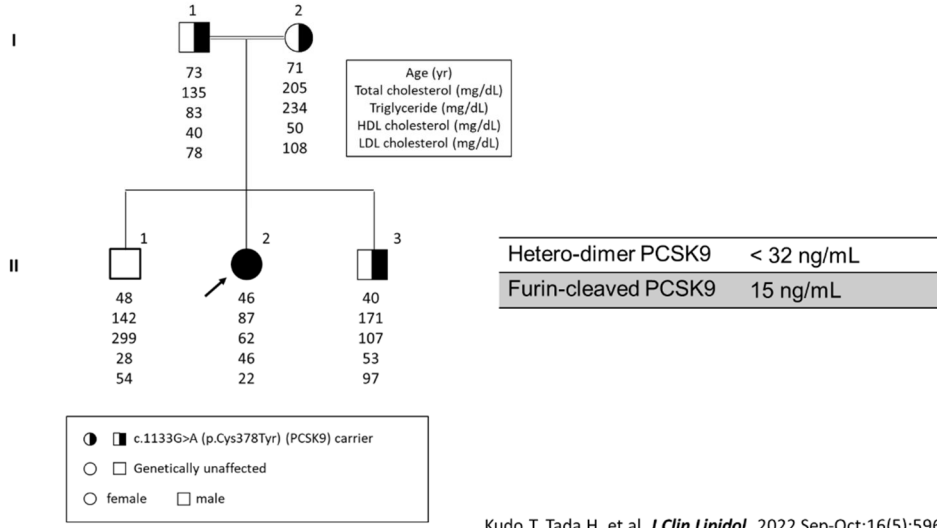 1
2
I
73
135
83
40
78
71
205
234
50
108
Age (yr)
Total cholesterol (mg/dL)
Triglyceride (mg/dL)
HDL cholesterol (mg/dL)
LDL cholesterol (mg/dL)
1
2
3
II
48
142
299
28
54
46
87
62
46
22
40
171
107
53
97
Hetero-dimer PCSK9 < 32 ng/mL
Furin-cleaved PCSK9 15 ng/mL
c.1133G>A (p.Cys378Tyr) (PCSK9) carrier
Genetically unaffected
female male
Kudo T, Tada H, et al. J Clin Lipidol. 2022 Sep-Oct;16(5):596